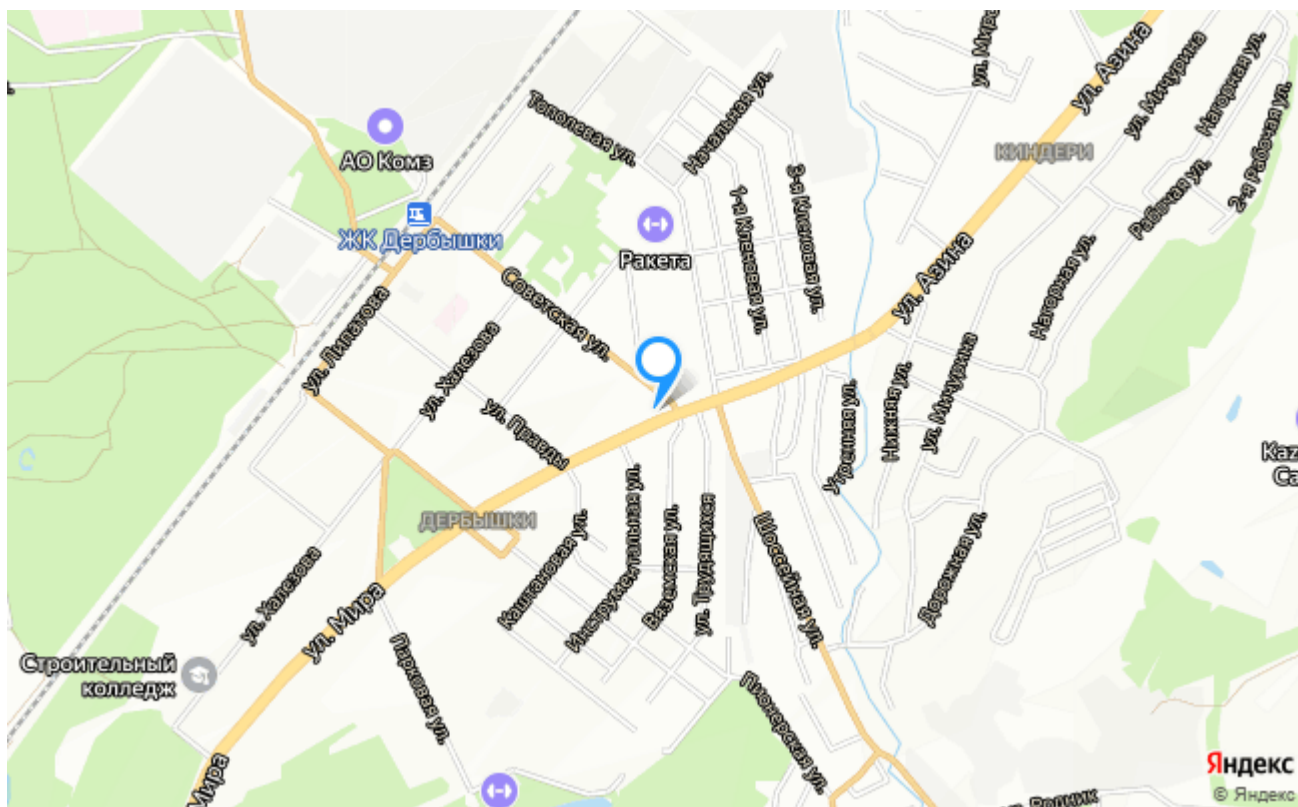 Тополевая ул.
Начальная ул.
ул. Мира
ул. Азина
ул. Мичурина
Нагорная ул.
2-я Рабочая ул.
Рабочая ул.
КИНДЕРИ
АО Комз
ЖК Дербышки
Ракета
1-я Кленовая ул.
3-я Кленовая ул.
ул. Азина
Нагорная ул.
Советская ул.
ул. Липатова
ул. Халезова
ул. Правды
Утренняя ул.
Нижняя ул.
ул. Мичурина
Kaz
Ca
ДЕРБЫШКИ
Каштановая ул.
Инструментальная ул.
Вяземская ул.
ул. Трудящихся
Шоссейная ул.
Дорожная ул.
ул. Халезова
ул. Мира
Строительный
колледж
Парковая ул.
Пионерская ул.
Мира
Родник
Яндекс
© Яндекс